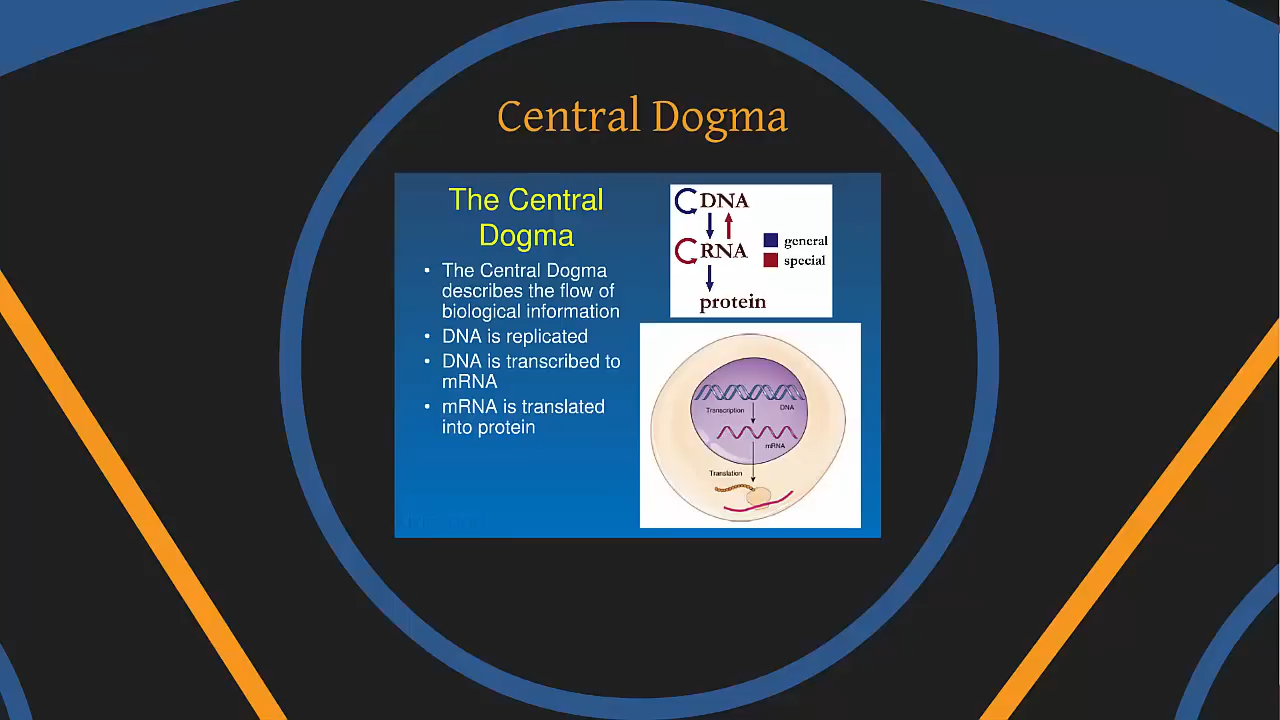 Central Dogma
The Central
Dogma
• The Central Dogma
describes the flow of
biological information
• DNA is replicated
• DNA is transcribed to
mRNA
• mRNA is translated
into protein
DNA
RNA
protein
general
special
Transcription
DNA
mRNA
Translation